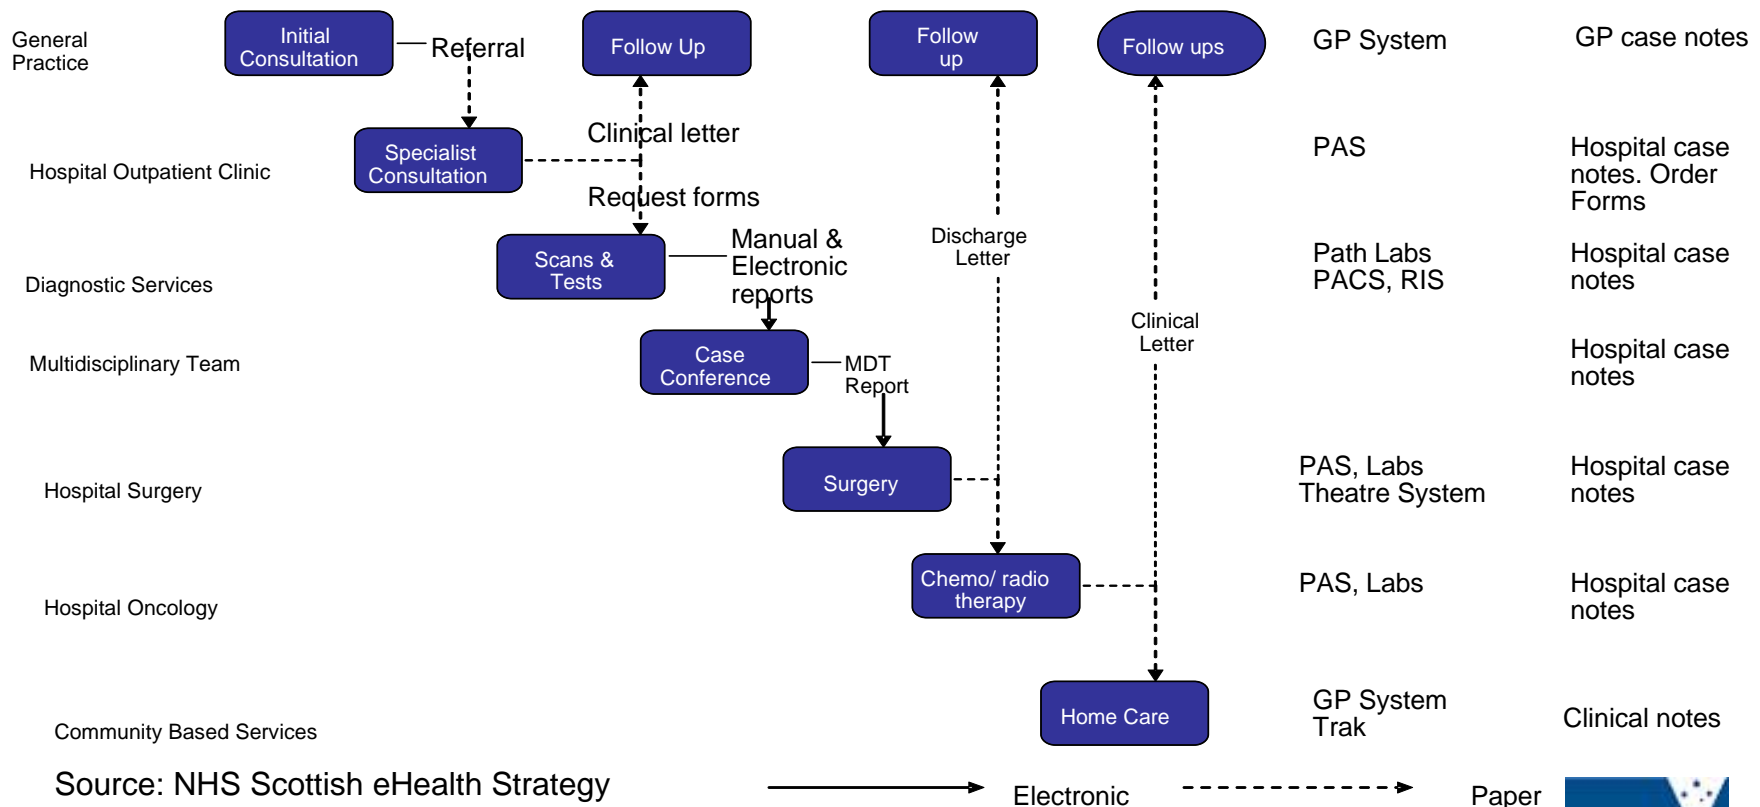 General
Practice
Initial
Consultation
Referral
Follow Up
Follow
up
Follow ups
GP System
GP case notes
Hospital Outpatient Clinic
Specialist
Consultation
Clinical letter
Request forms
PAS
Hospital case
notes. Order
Forms
Diagnostic Services
Scans &
Tests
Manual &
Electronic
reports
Discharge
Letter
Path Labs
PACS, RIS
Hospital case
notes
Multidisciplinary Team
Case
Conference
MDT
Report
Clinical
Letter
Hospital case
notes
Hospital Surgery
Surgery
PAS, Labs
Theatre System
Hospital case
notes
Hospital Oncology
Chemo/ radio
therapy
PAS, Labs
Hospital case
notes
Community Based Services
Home Care
GP System
Trak
Clinical notes
Source: NHS Scottish eHealth Strategy
Electronic
Paper